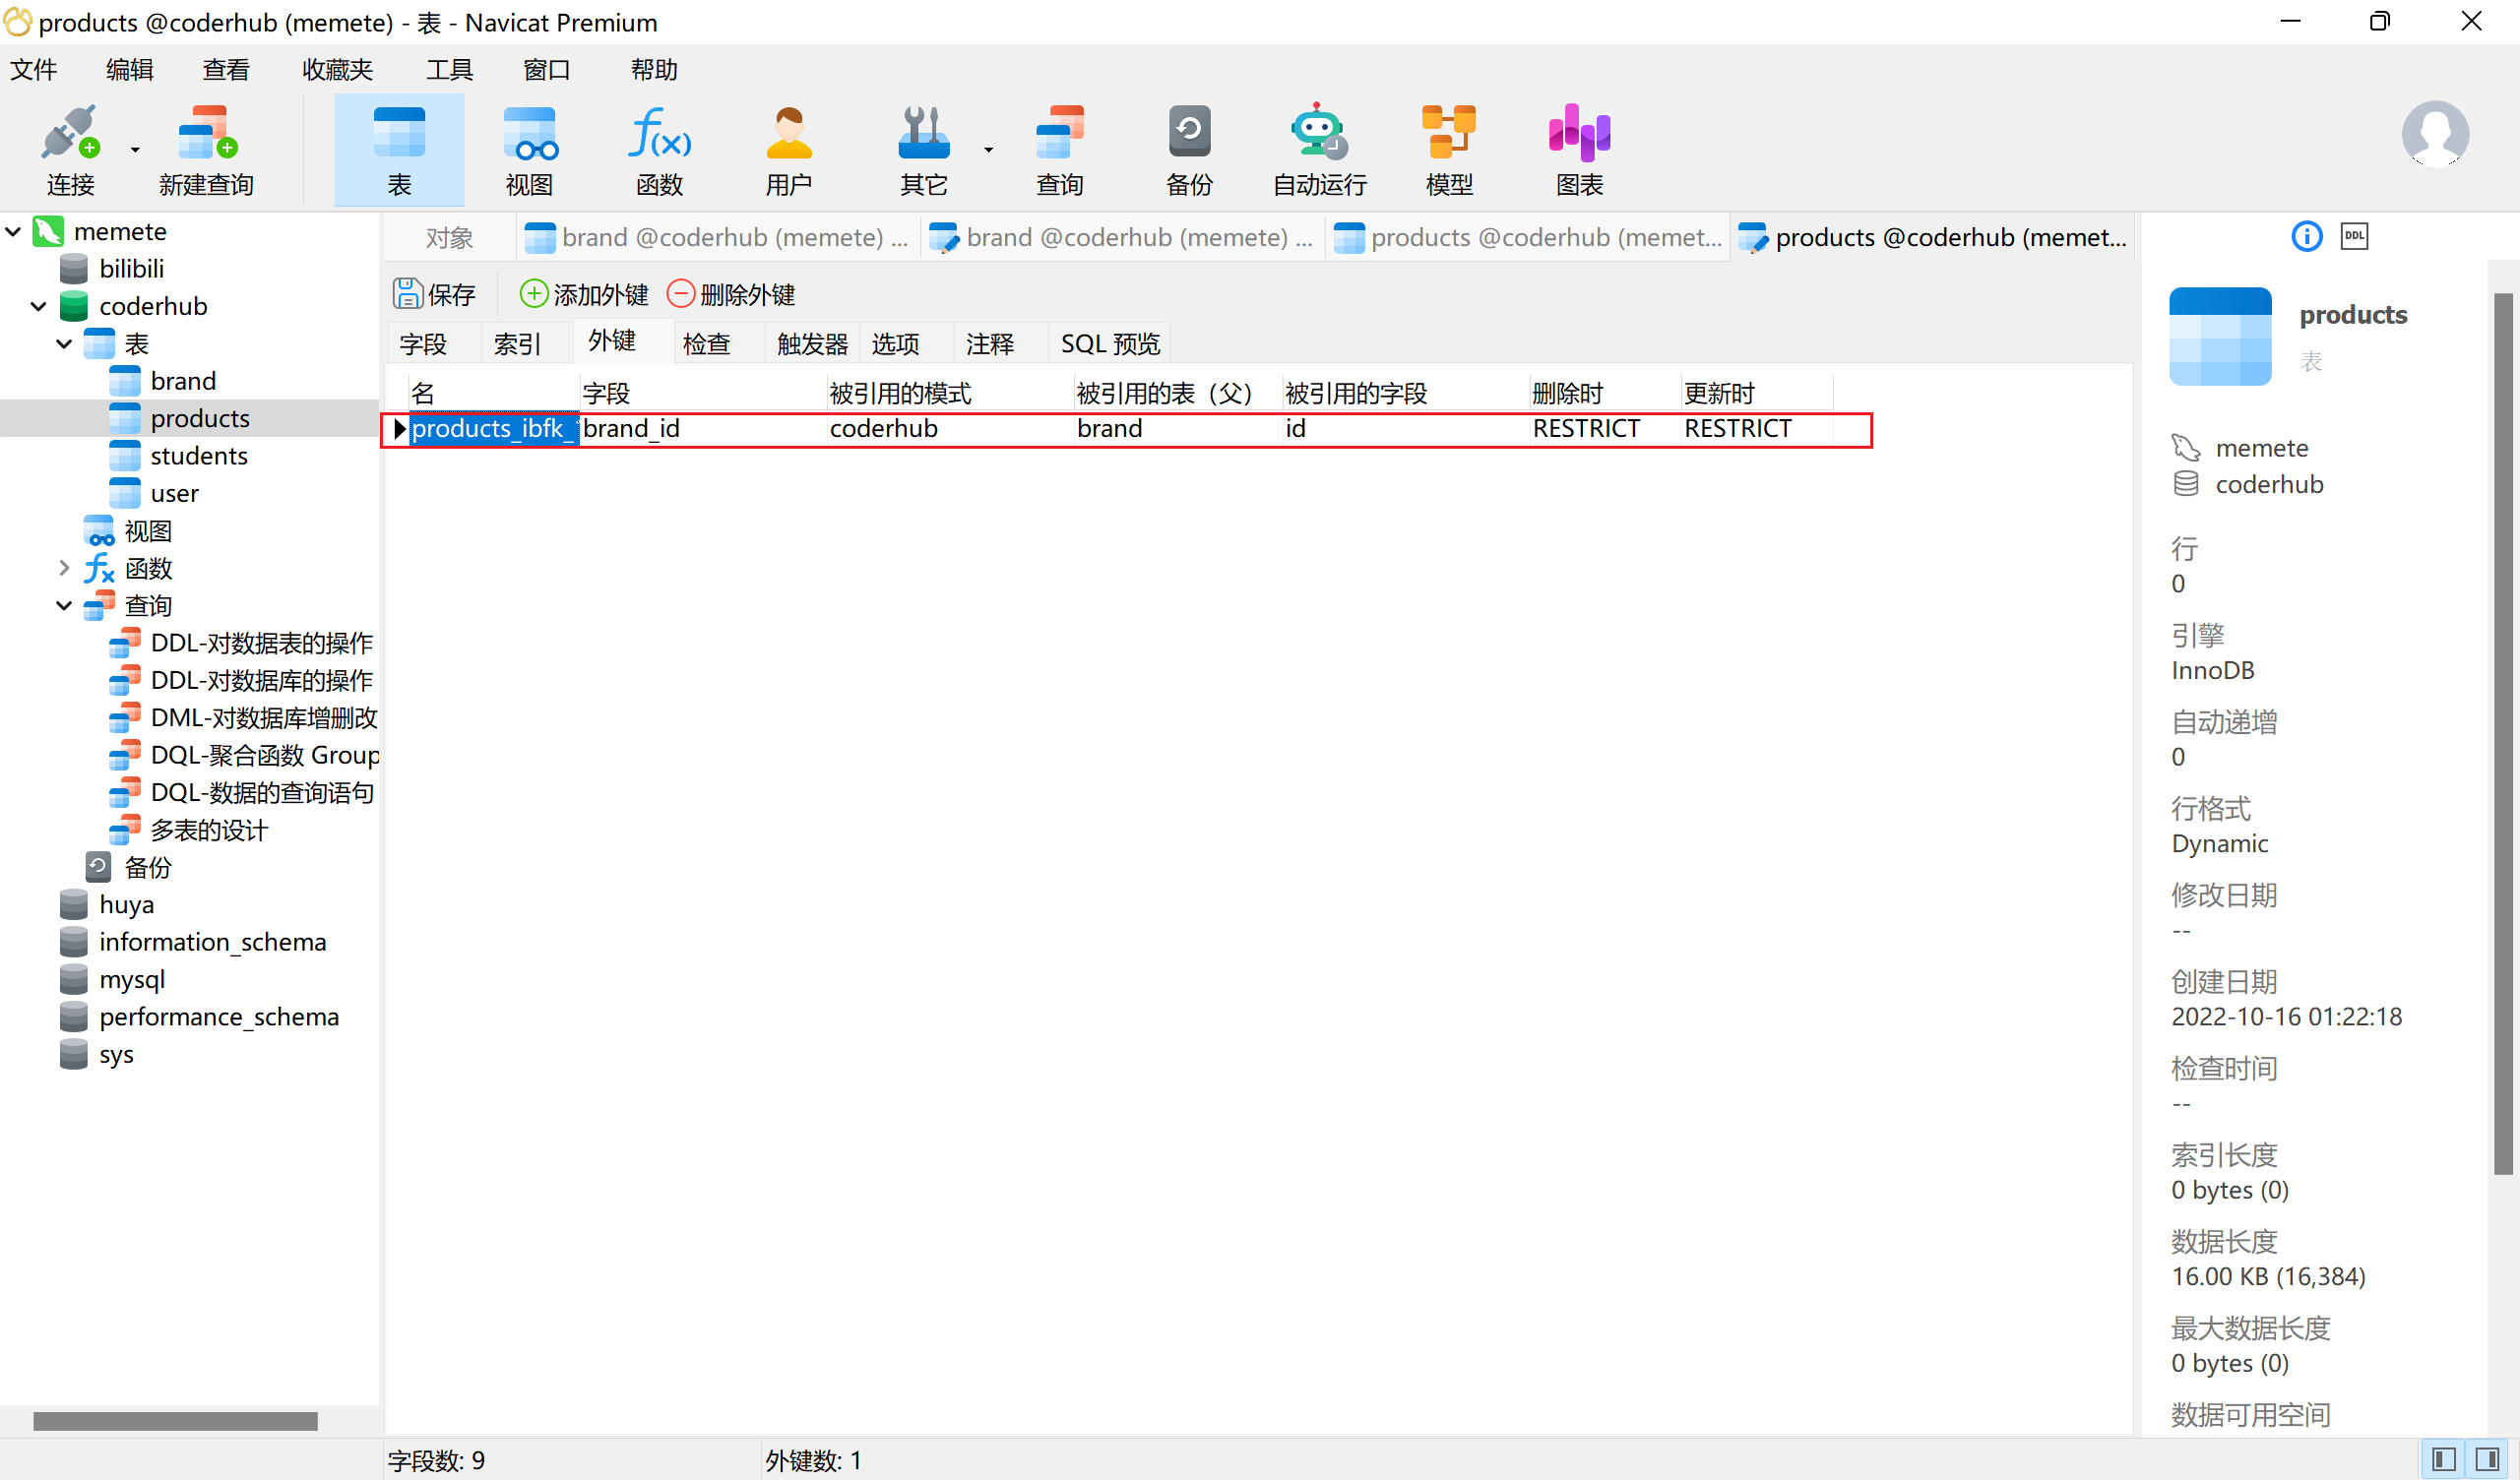 products @coderhub (memete) - 表 - Navicat Premium
文件 编辑 查看 收藏夹 工具 窗口 帮助
连接 新建查询 表 视图 函数 用户 其它 查询 备份 自动运行 模型 图表
memete
bilibili
coderhub
表
brand
products
students
user
视图
函数
查询
DDL-对数据表的操作
DDL-对数据库的操作
DML-对数据库增删改
DQL-聚合函数 Group
DQL-数据的查询语句
多表的设计
备份
huya
information_schema
mysql
performance_schema
sys
对象 brand @coderhub (memete) ... brand @coderhub (memete) ... products @coderhub (memet... products @coderhub (memet...
保存 添加外键 删除外键
字段 索引 外键 检查 触发器 选项 注释 SQL 预览
名 字段 被引用的模式 被引用的表（父） 被引用的字段 删除时 更新时
products_ibfk_ brand_id coderhub brand id RESTRICT RESTRICT
DDL
products
表
memete
coderhub
行
0
引擎
InnoDB
自动递增
0
行格式
Dynamic
修改日期
--
创建日期
2022-10-16 01:22:18
检查时间
--
索引长度
0 bytes (0)
数据长度
16.00 KB (16,384)
最大数据长度
0 bytes (0)
数据可用空间
字段数: 9 外键数: 1